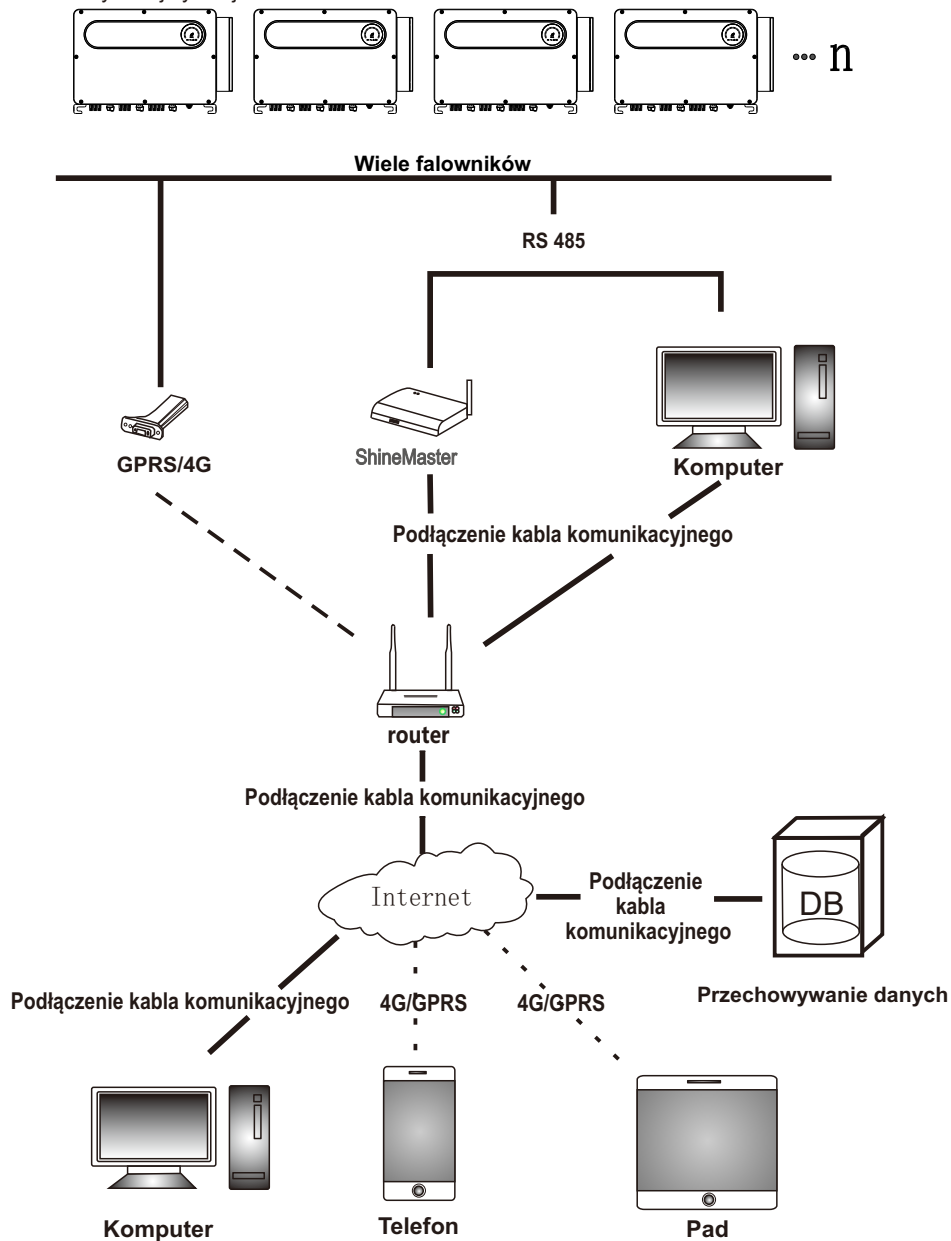 n
Wiele falowników
RS 485
GPRS/4G
ShineMaster
Komputer
Podłączenie kabla komunikacyjnego
router
Podłączenie kabla komunikacyjnego
Internet
Podłączenie
kabla
komunikacyjnego
DB
Przechowywanie danych
Podłączenie kabla komunikacyjnego
4G/GPRS
4G/GPRS
Komputer
Telefon
Pad